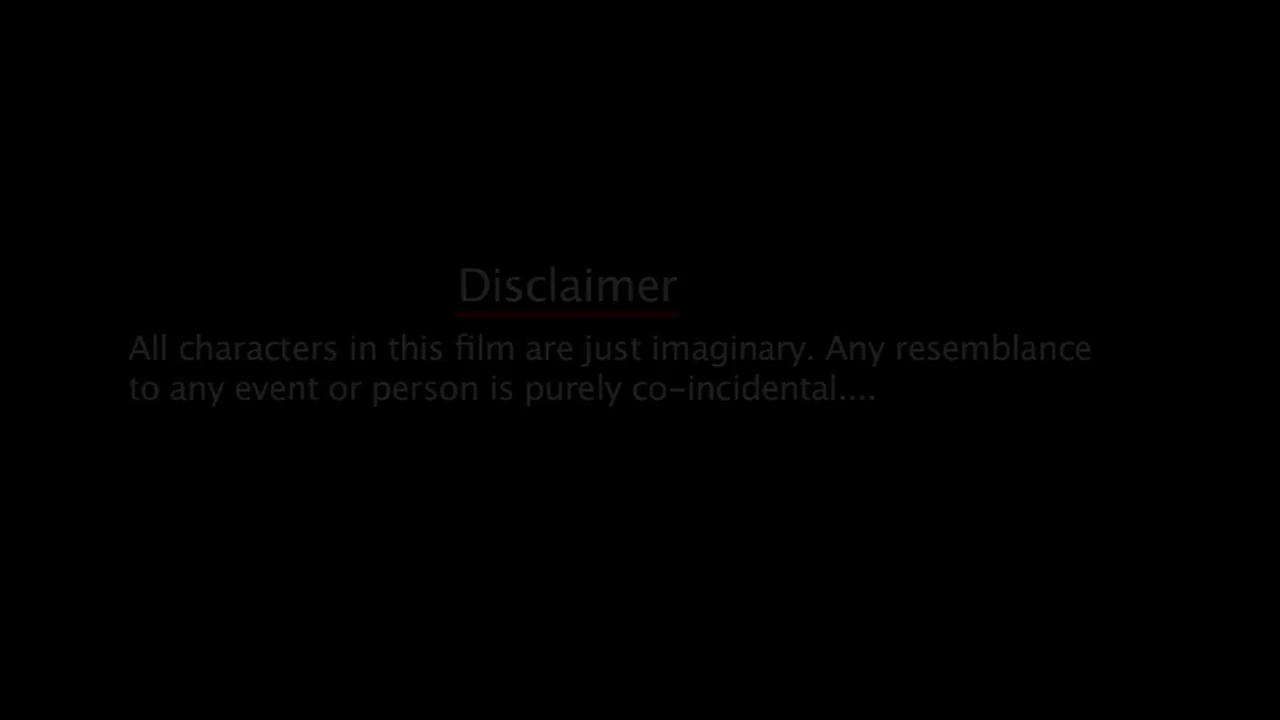 Disclaimer
All characters in this film are just imaginary. Any resemblance
to any event or person is purely co-incidental....